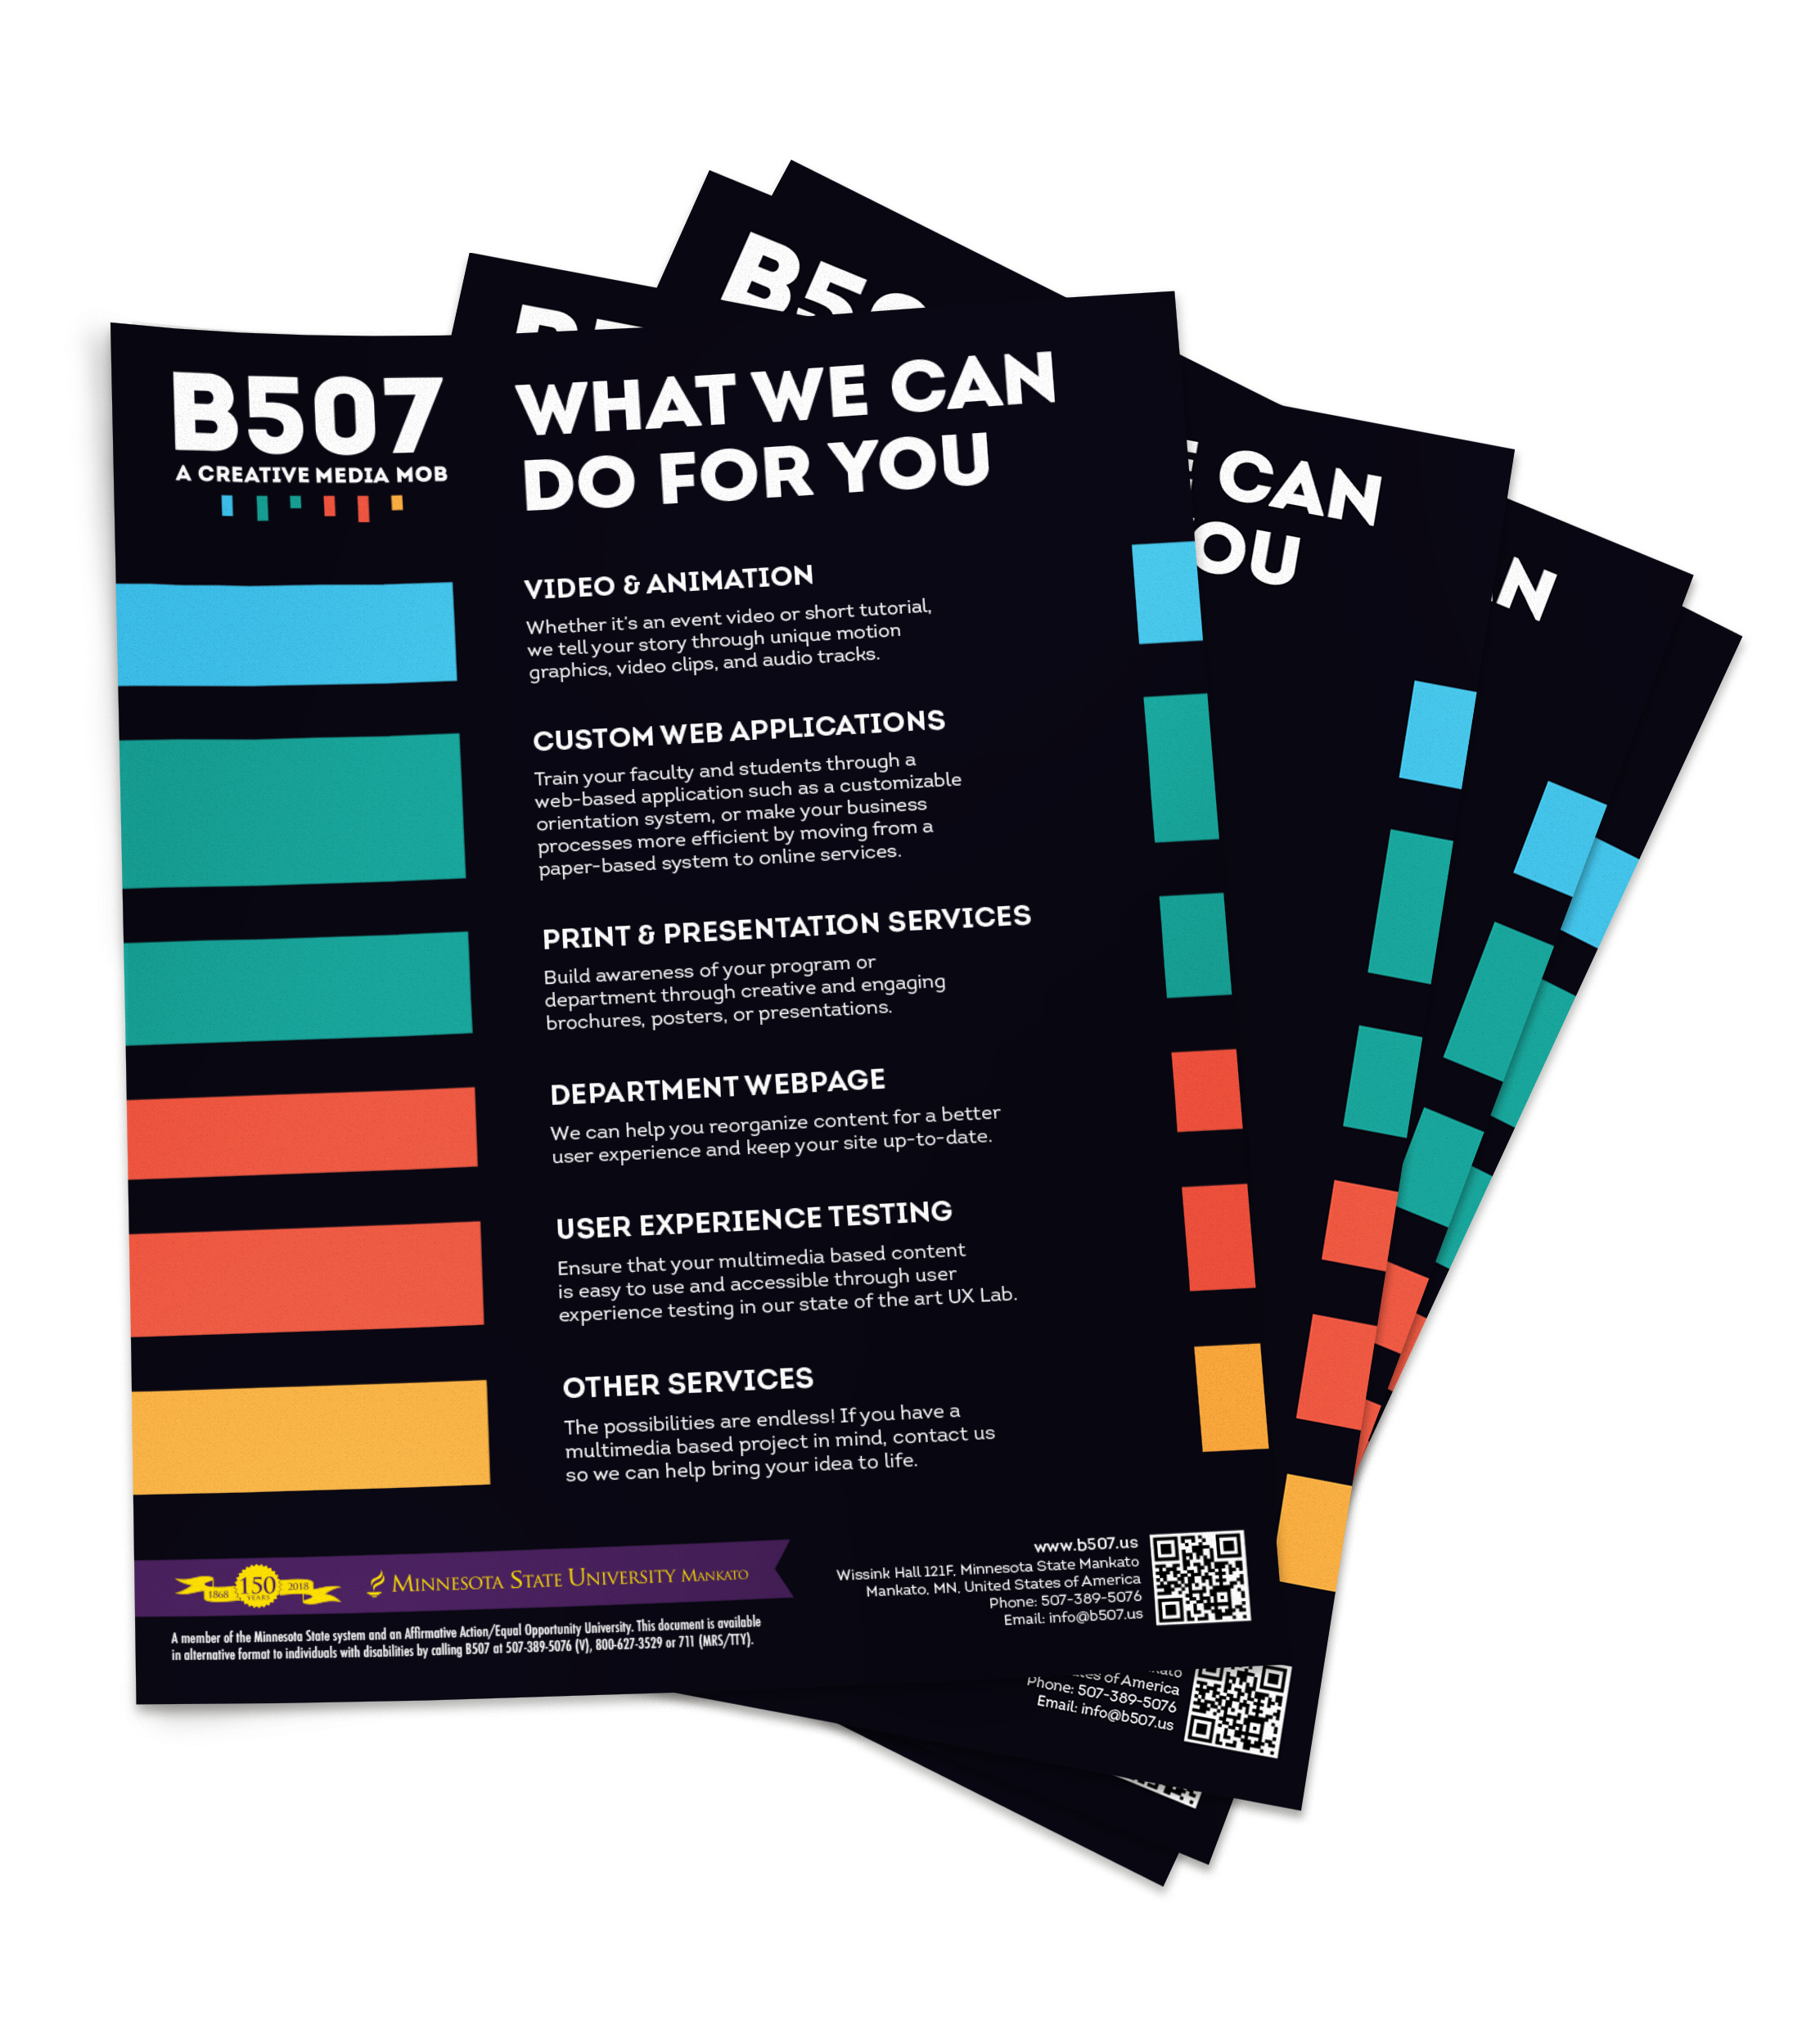 B507
A CREATIVE MEDIA MOB
WHAT WE CAN
DO FOR YOU
VIDEO & ANIMATION
Whether it's an event video or short tutorial,
we tell your story through unique motion
graphics, video clips, and audio tracks.
CUSTOM WEB APPLICATIONS
Train your faculty and students through a
web-based application such as a customizable
orientation system, or make your business
processes more efficient by moving from a
paper-based system to online services.
PRINT & PRESENTATION SERVICES
Build awareness of your program or
department through creative and engaging
brochures, posters, or presentations.
DEPARTMENT WEBPAGE
We can help you reorganize content for a better
user experience and keep your site up-to-date.
USER EXPERIENCE TESTING
Ensure that your multimedia based content
is easy to use and accessible through user
experience testing in our state of the art UX Lab.
OTHER SERVICES
The possibilities are endless! If you have a
multimedia based project in mind, contact us
so we can help bring your idea to life.
1868 150 YEARS 2018
MINNESOTA STATE UNIVERSITY MANKATO
A member of the Minnesota State system and an Affirmative Action/Equal Opportunity University. This document is available
in alternative format to individuals with disabilities by calling B507 at 507-389-5076 (V), 800-627-3529 or 711 (MRS/TTY).
www.b507.us
Wissink Hall 121F, Minnesota State Mankato
Mankato, MN, United States of America
Phone: 507-389-5076
Email: info@b507.us
B50
CAN
OU
N
of America
Phone: 507-389-5076
Email: info@b507.us